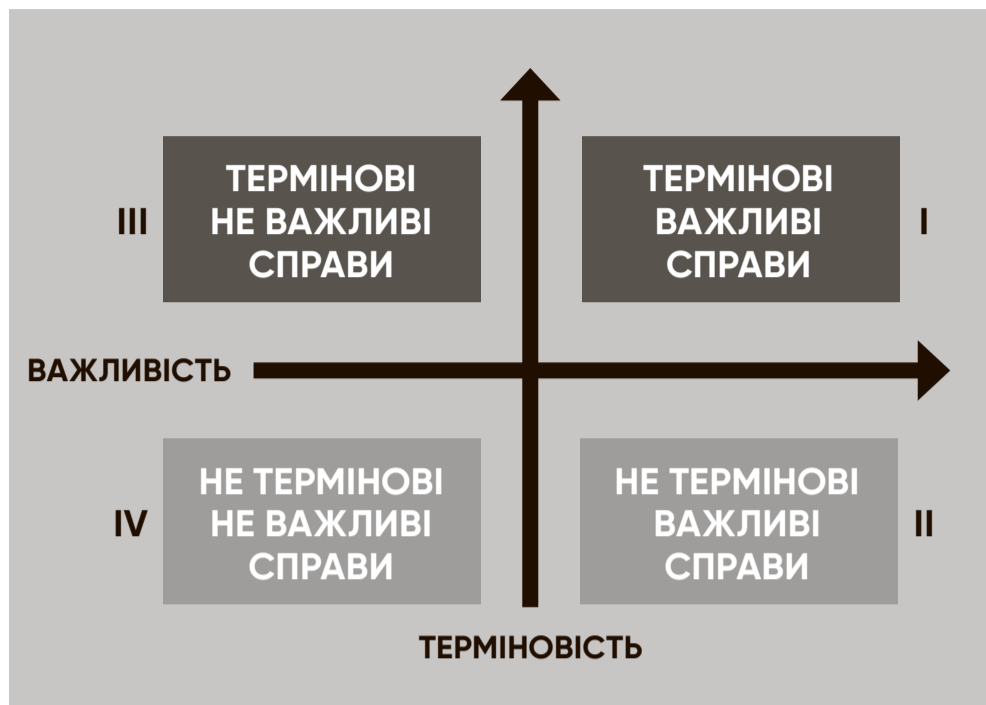 ТЕРМІНОВІ
НЕ ВАЖЛИВІ
СПРАВИ
III
ТЕРМІНОВІ
ВАЖЛИВІ
СПРАВИ
I
ВАЖЛИВІСТЬ
НЕ ТЕРМІНОВІ
НЕ ВАЖЛИВІ
СПРАВИ
IV
НЕ ТЕРМІНОВІ
ВАЖЛИВІ
СПРАВИ
II
ТЕРМІНОВІСТЬ